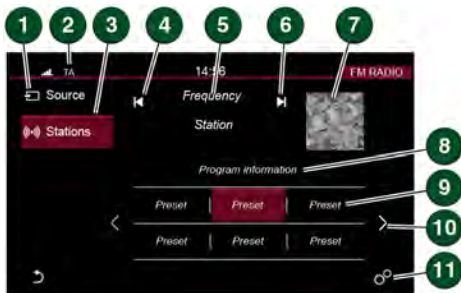 1 2 3 4 5 6 7
TA 14:56 FM RADIO
Source Frequency
Stations Station
8
Program information
9
Preset Preset Preset
10
Preset Preset Preset
11